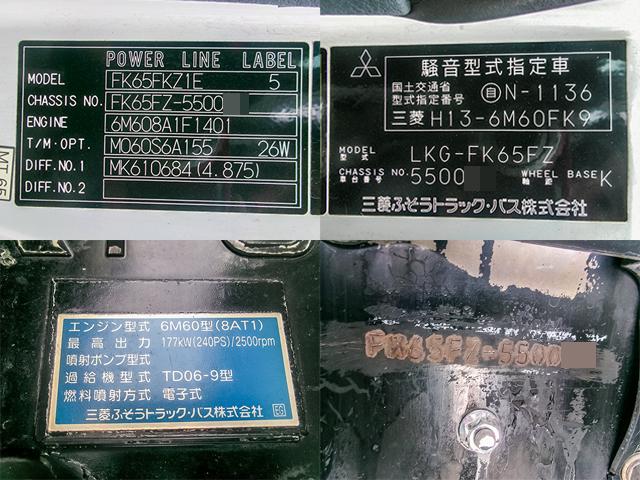 POWER LINE LABEL
MODEL FK65FKZ1E 5
CHASSIS NO. FK65FZ-5500
ENGINE 6M608A1F1401
T/M・OPT. M060S6A155 26W
DIFF.NO.1 MK610684(4.875)
DIFF.NO.2
MT-65
騒音型式指定車
国土交通省
型式指定番号 自N-1136
三菱 H13-6M60FK9
MODEL
型式 LKG-FK65FZ
CHASSIS NO.
車台番号 5500 WHEEL BASE
軸距 K
三菱ふそうトラック・バス株式会社
エンジン型式 6M60型(8AT1)
最高出力 177kW(240PS)/2500rpm
噴射ポンプ型式
過給機型式 TD06-9型
燃料噴射方式 電子式
三菱ふそうトラック・バス株式会社 EG
FK65FZ-5500